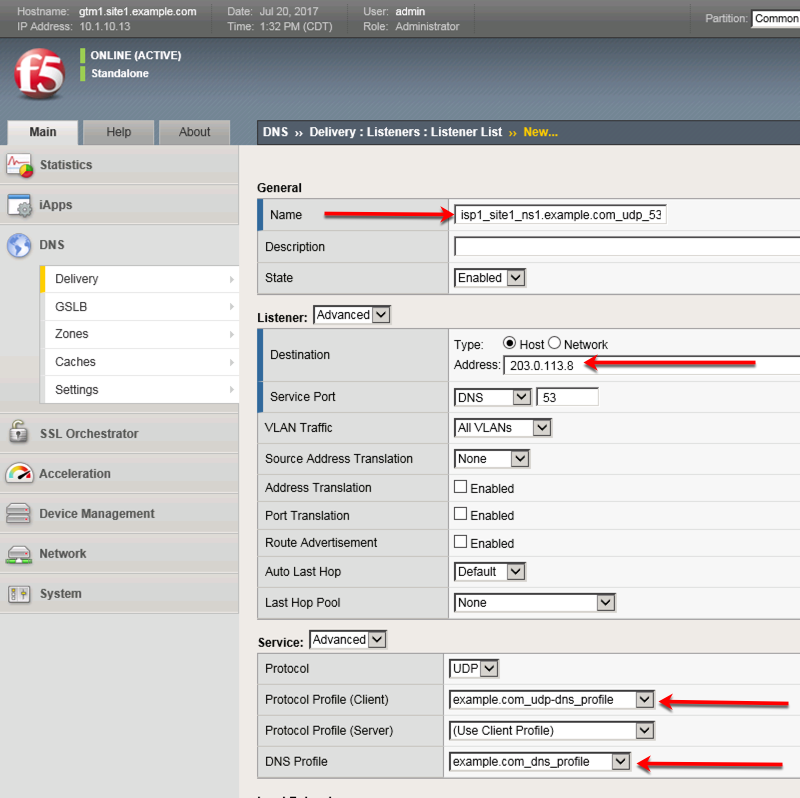 Hostname: gtm1.site1.example.com Date: Jul 20, 2017 User: admin
IP Address: 10.1.10.13 Time: 1:32 PM (CDT) Role: Administrator
Partition: Common
f5
ONLINE (ACTIVE)
Standalone
Main Help About
DNS ›› Delivery : Listeners : Listener List ›› New...
Statistics
iApps
DNS
Delivery
GSLB
Zones
Caches
Settings
SSL Orchestrator
Acceleration
Device Management
Network
System
General
Name isp1_site1_ns1.example.com_udp_53
Description
State Enabled
Listener: Advanced
Destination Type: Host Network
Address: 203.0.113.8
Service Port DNS 53
VLAN Traffic All VLANs
Source Address Translation None
Address Translation Enabled
Port Translation Enabled
Route Advertisement Enabled
Auto Last Hop Default
Last Hop Pool None
Service: Advanced
Protocol UDP
Protocol Profile (Client) example.com_udp-dns_profile
Protocol Profile (Server) (Use Client Profile)
DNS Profile example.com_dns_profile